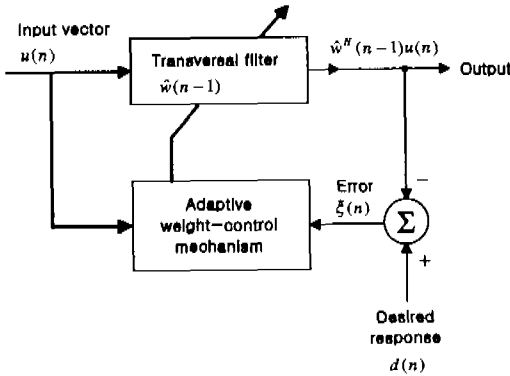 Input vector
u(n)
Transversal filter
ŵ(n−1)
ŵᴴ(n−1)u(n)
Output
Adaptive
weight−control
mechanism
Error
ξ(n)
−
Σ
+
Desired
response
d(n)